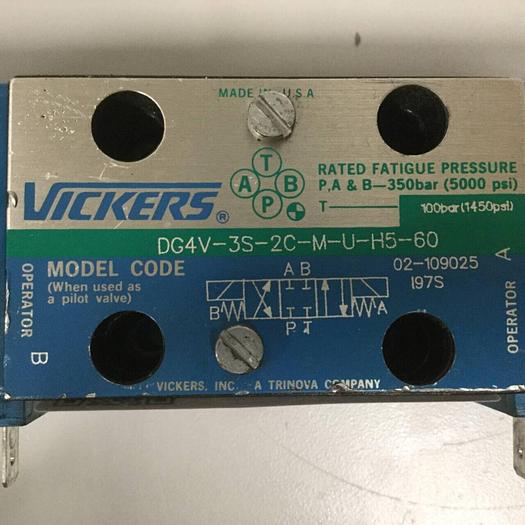 MADE IN U.S.A
VICKERS®
T
A B
P
RATED FATIGUE PRESSURE
P,A & B—350bar (5000 psi)
T— 100bar(1450psi)
DG4V-3S-2C-M-U-H5-60
MODEL CODE
(When used as
a pilot valve)
02-109025
197S
OPERATOR B
OPERATOR A
A B
B A
P T
VICKERS, INC. A TRINOVA COMPANY